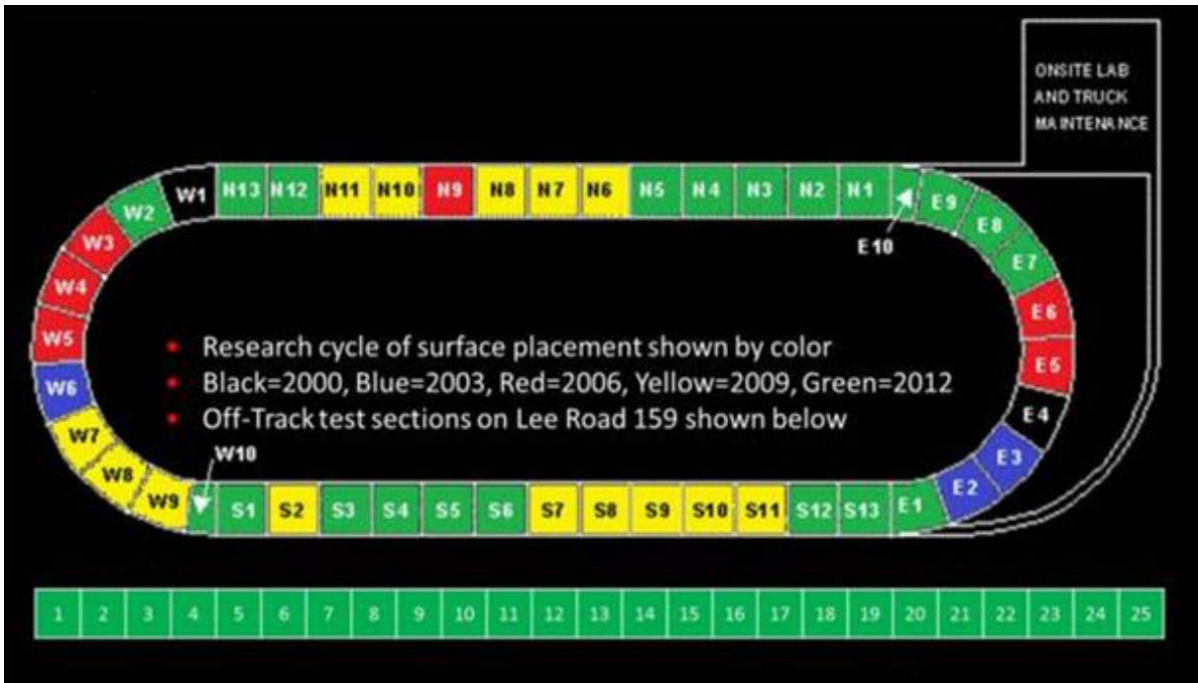 ONSITE LAB
AND TRUCK
MAINTENANCE
W1 N13 N12 N11 N10 N9 N8 N7 N6 N5 N4 N3 N2 N1
W2 E9
E8
W3 E10
E7
W4
E6
W5
• Research cycle of surface placement shown by color
E5
W6
• Black=2000, Blue=2003, Red=2006, Yellow=2009, Green=2012
E4
• Off-Track test sections on Lee Road 159 shown below
W7
W10 E3
W8
E2
W9 S1 S2 S3 S4 S5 S6 S7 S8 S9 S10 S11 S12 S13 E1
1 2 3 4 5 6 7 8 9 10 11 12 13 14 15 16 17 18 19 20 21 22 23 24 25